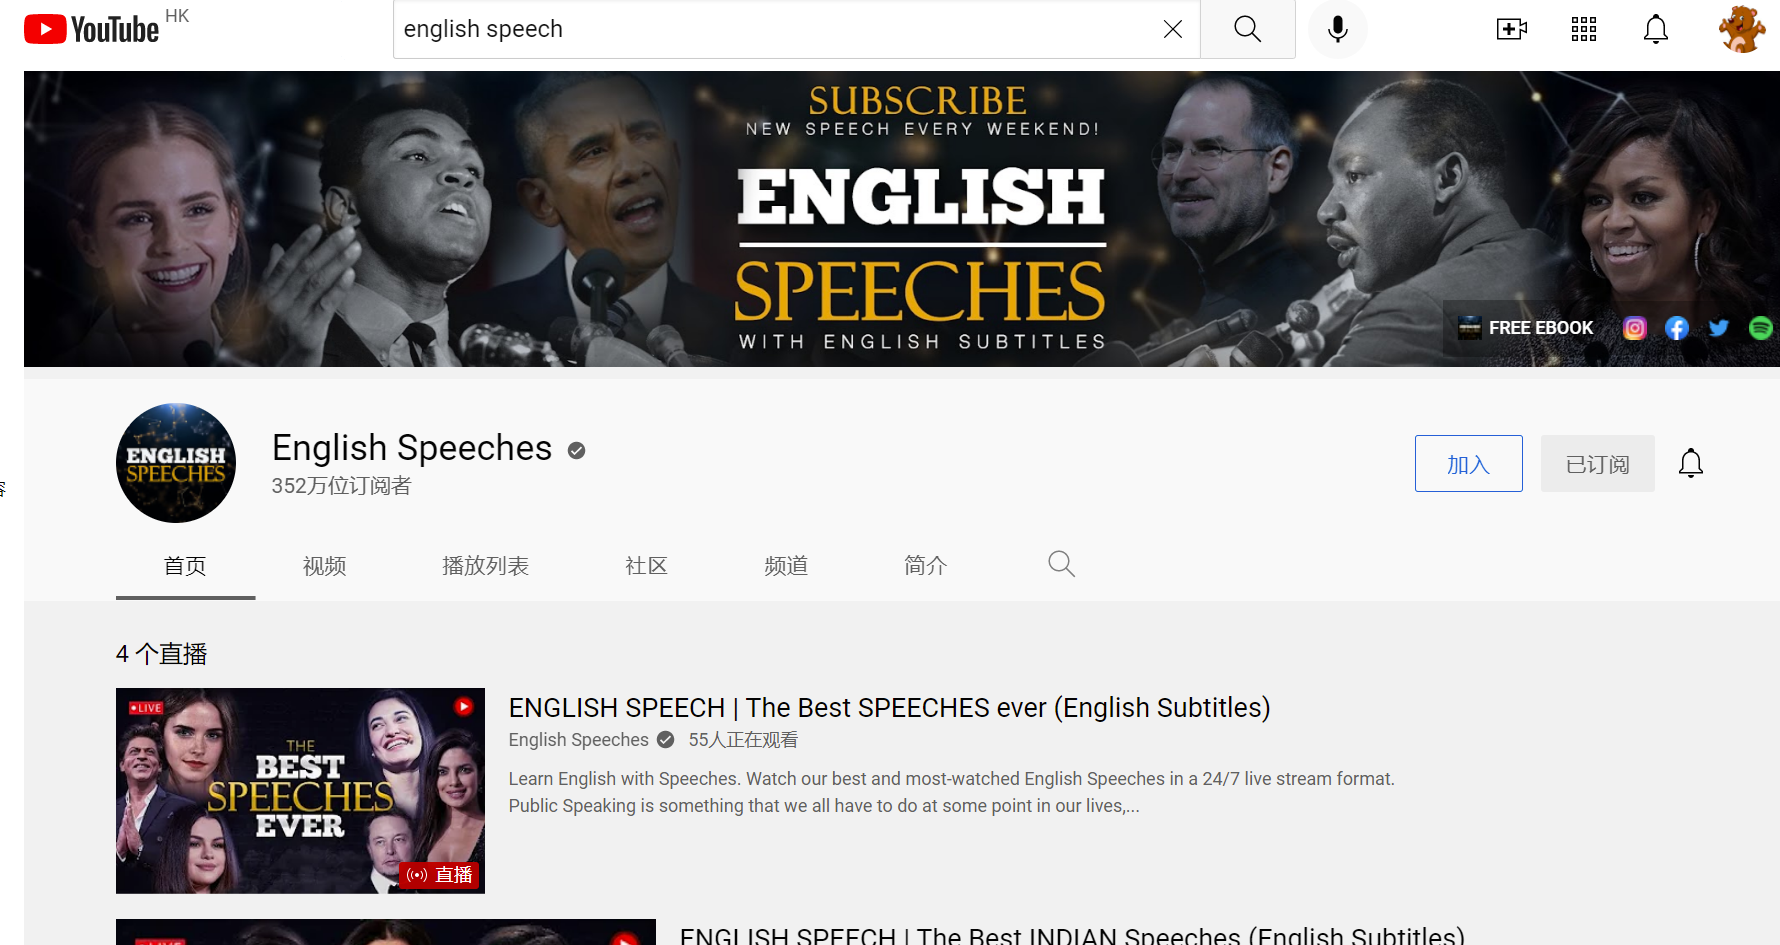 YouTube HK
english speech
SUBSCRIBE
NEW SPEECH EVERY WEEKEND!
ENGLISH
SPEECHES
WITH ENGLISH SUBTITLES
FREE EBOOK
ENGLISH
SPEECHES
English Speeches
352万位订阅者
加入
已订阅
首页 视频 播放列表 社区 频道 简介
4 个直播
LIVE
THE
BEST
SPEECHES
EVER
直播
ENGLISH SPEECH | The Best SPEECHES ever (English Subtitles)
English Speeches 55人正在观看
Learn English with Speeches. Watch our best and most-watched English Speeches in a 24/7 live stream format.
Public Speaking is something that we all have to do at some point in our lives,...
LIVE
ENGLISH SPEECH | The Best INDIAN Speeches (English Subtitles)